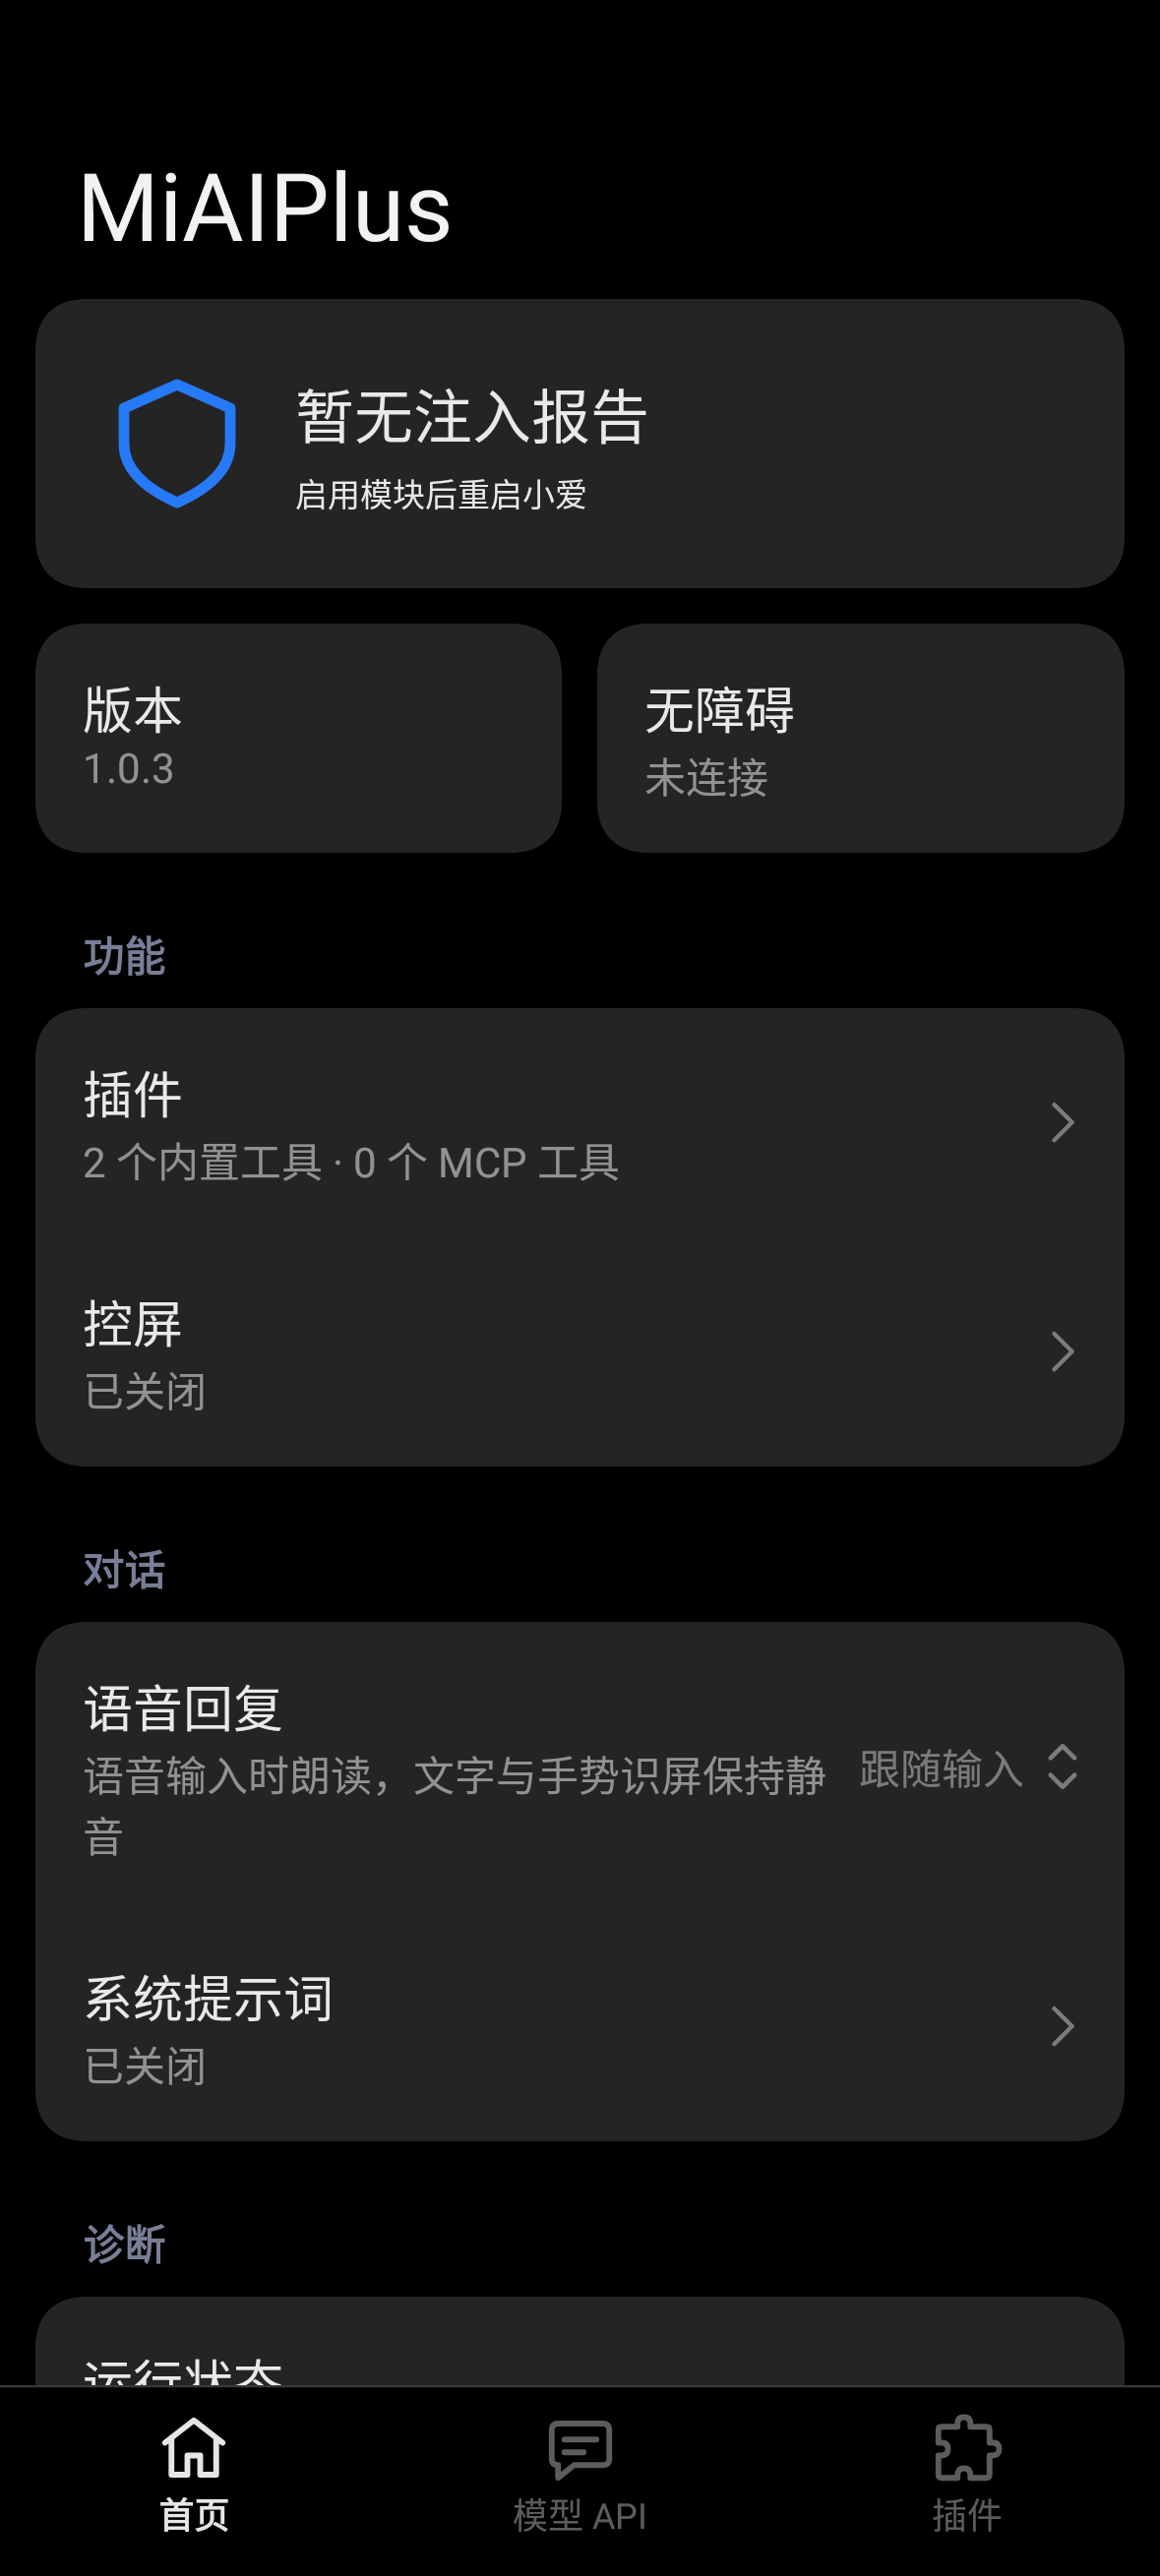 MiAIPlus
暂无注入报告
启用模块后重启小爱
版本
1.0.3
无障碍
未连接
功能
插件
2 个内置工具 · 0 个 MCP 工具
控屏
已关闭
对话
语音回复
语音输入时朗读，文字与手势识屏保持静
音
跟随输入
系统提示词
已关闭
诊断
运行状态
首页
模型 API
插件